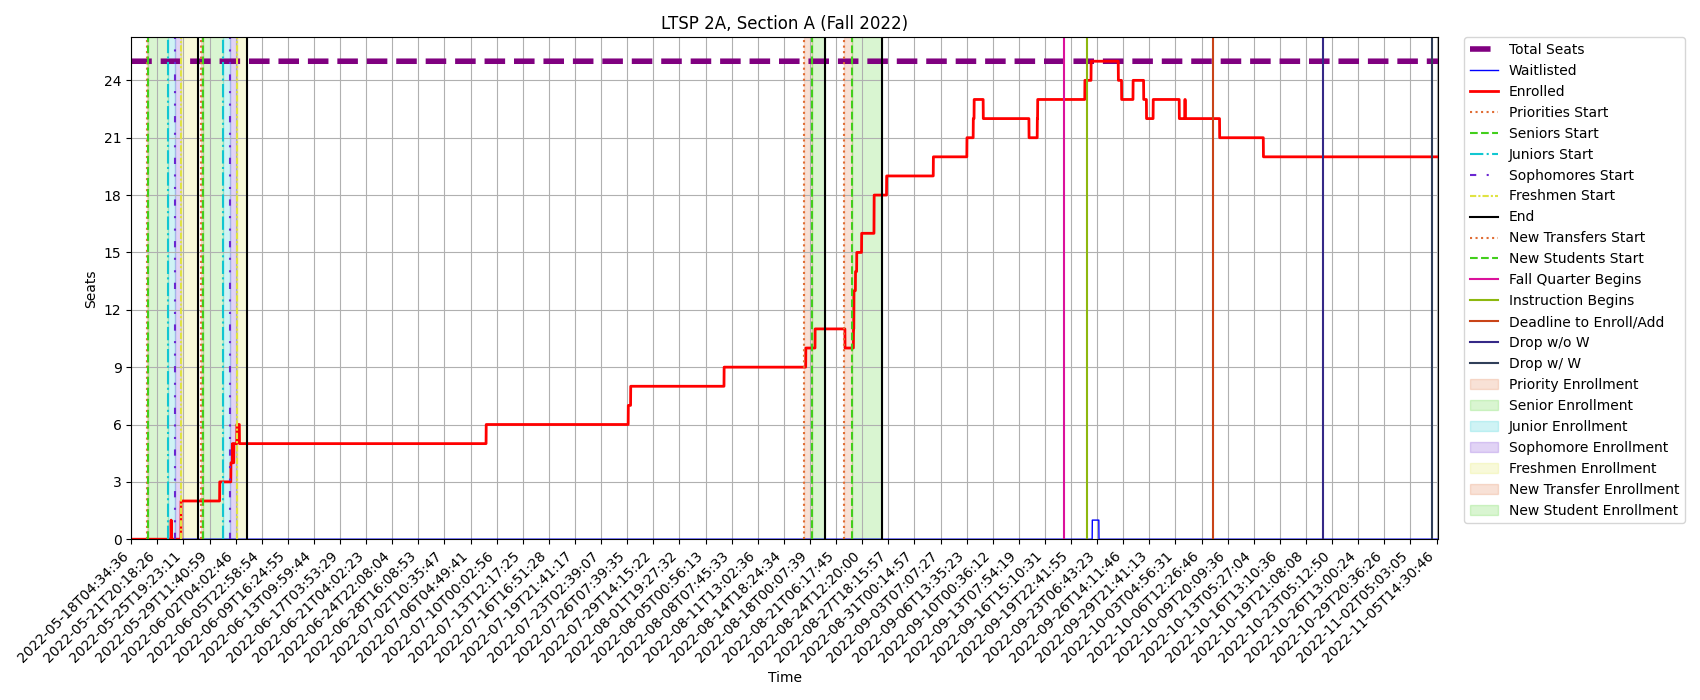 LTSP 2A, Section A (Fall 2022)
Seats
24
21
18
15
12
9
6
3
0
2022-05-18T04:34:36
2022-05-21T20:18:26
2022-05-25T19:23:11
2022-05-29T11:40:59
2022-06-02T04:02:46
2022-06-05T22:58:54
2022-06-09T16:24:55
2022-06-13T09:59:44
2022-06-17T03:53:29
2022-06-21T04:02:23
2022-06-24T22:08:04
2022-06-28T16:08:53
2022-07-02T10:35:47
2022-07-06T04:49:41
2022-07-10T00:02:56
2022-07-13T12:17:25
2022-07-16T16:51:28
2022-07-19T21:41:17
2022-07-23T02:39:07
2022-07-26T07:39:35
2022-07-29T14:15:22
2022-08-01T19:27:32
2022-08-05T00:56:13
2022-08-08T07:45:33
2022-08-11T13:02:36
2022-08-14T18:24:34
2022-08-18T00:07:39
2022-08-21T06:17:45
2022-08-24T12:20:00
2022-08-27T18:15:57
2022-08-31T00:14:57
2022-09-03T07:07:27
2022-09-06T13:35:23
2022-09-10T00:36:12
2022-09-13T07:54:19
2022-09-16T15:10:31
2022-09-19T22:41:55
2022-09-23T06:43:23
2022-09-26T14:11:46
2022-09-29T21:41:13
2022-10-03T04:56:31
2022-10-06T12:26:46
2022-10-09T20:09:36
2022-10-13T05:27:04
2022-10-16T13:10:36
2022-10-19T21:08:08
2022-10-23T05:12:50
2022-10-26T13:00:24
2022-10-29T20:36:26
2022-11-02T05:03:05
2022-11-05T14:30:46
Time
Total Seats
Waitlisted
Enrolled
Priorities Start
Seniors Start
Juniors Start
Sophomores Start
Freshmen Start
End
New Transfers Start
New Students Start
Fall Quarter Begins
Instruction Begins
Deadline to Enroll/Add
Drop w/o W
Drop w/ W
Priority Enrollment
Senior Enrollment
Junior Enrollment
Sophomore Enrollment
Freshmen Enrollment
New Transfer Enrollment
New Student Enrollment